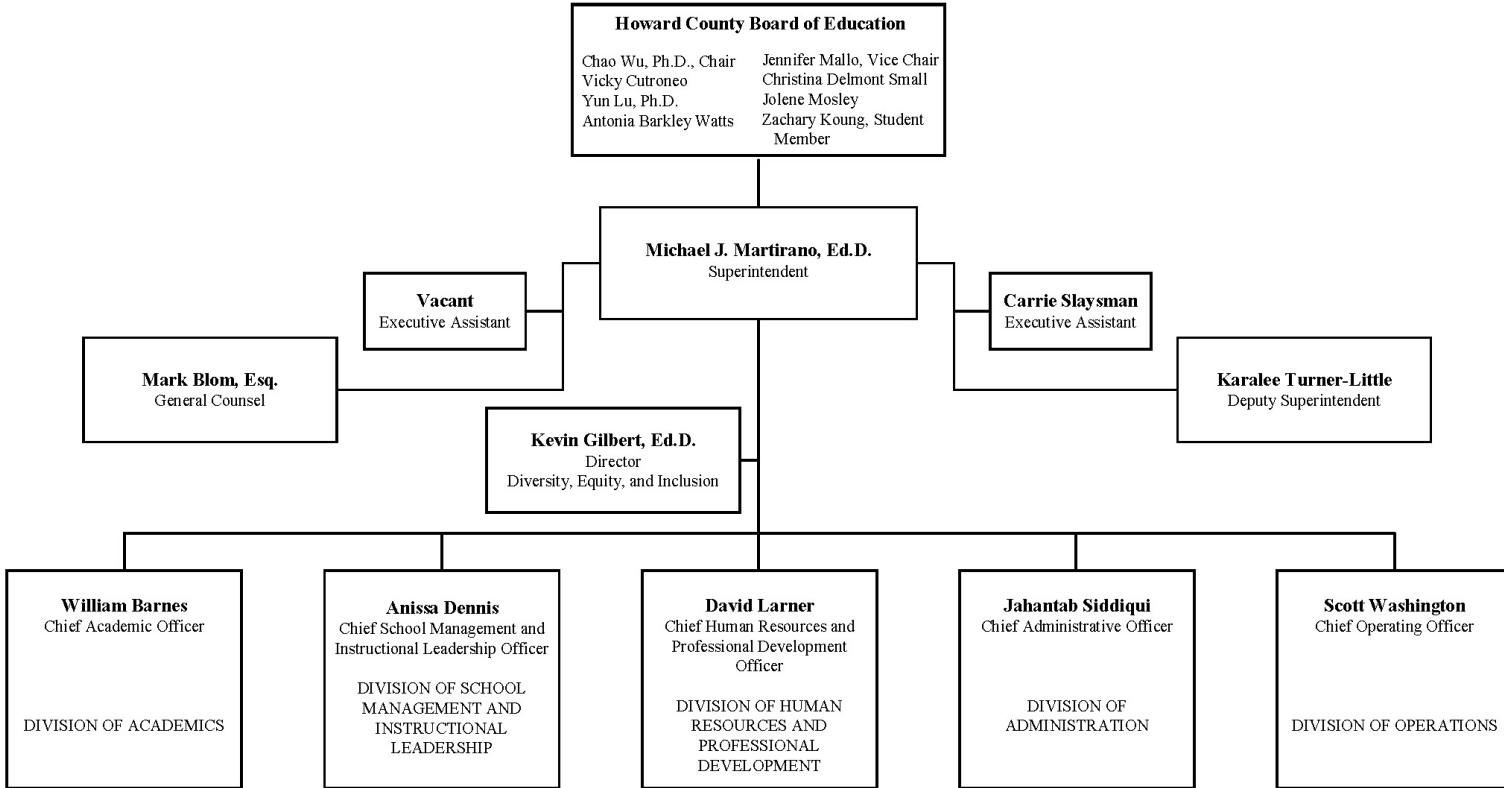 Howard County Board of Education
Chao Wu, Ph.D., Chair
Vicky Cutroneo
Yun Lu, Ph.D.
Antonia Barkley Watts
Jennifer Mallo, Vice Chair
Christina Delmont Small
Jolene Mosley
Zachary Koung, Student
Member
Michael J. Martirano, Ed.D.
Superintendent
Vacant
Executive Assistant
Carrie Slaysman
Executive Assistant
Mark Blom, Esq.
General Counsel
Karalee Turner-Little
Deputy Superintendent
Kevin Gilbert, Ed.D.
Director
Diversity, Equity, and Inclusion
William Barnes
Chief Academic Officer
DIVISION OF ACADEMICS
Anissa Dennis
Chief School Management and
Instructional Leadership Officer
DIVISION OF SCHOOL
MANAGEMENT AND
INSTRUCTIONAL
LEADERSHIP
David Larner
Chief Human Resources and
Professional Development
Officer
DIVISION OF HUMAN
RESOURCES AND
PROFESSIONAL
DEVELOPMENT
Jahantab Siddiqui
Chief Administrative Officer
DIVISION OF
ADMINISTRATION
Scott Washington
Chief Operating Officer
DIVISION OF OPERATIONS